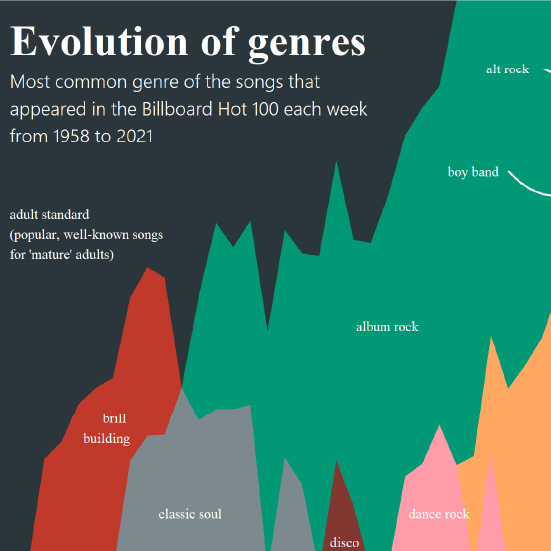 Evolution of genres
Most common genre of the songs that
appeared in the Billboard Hot 100 each week
from 1958 to 2021
alt rock
boy band
adult standard
(popular, well-known songs
for 'mature' adults)
album rock
brill
building
classic soul
dance rock
disco